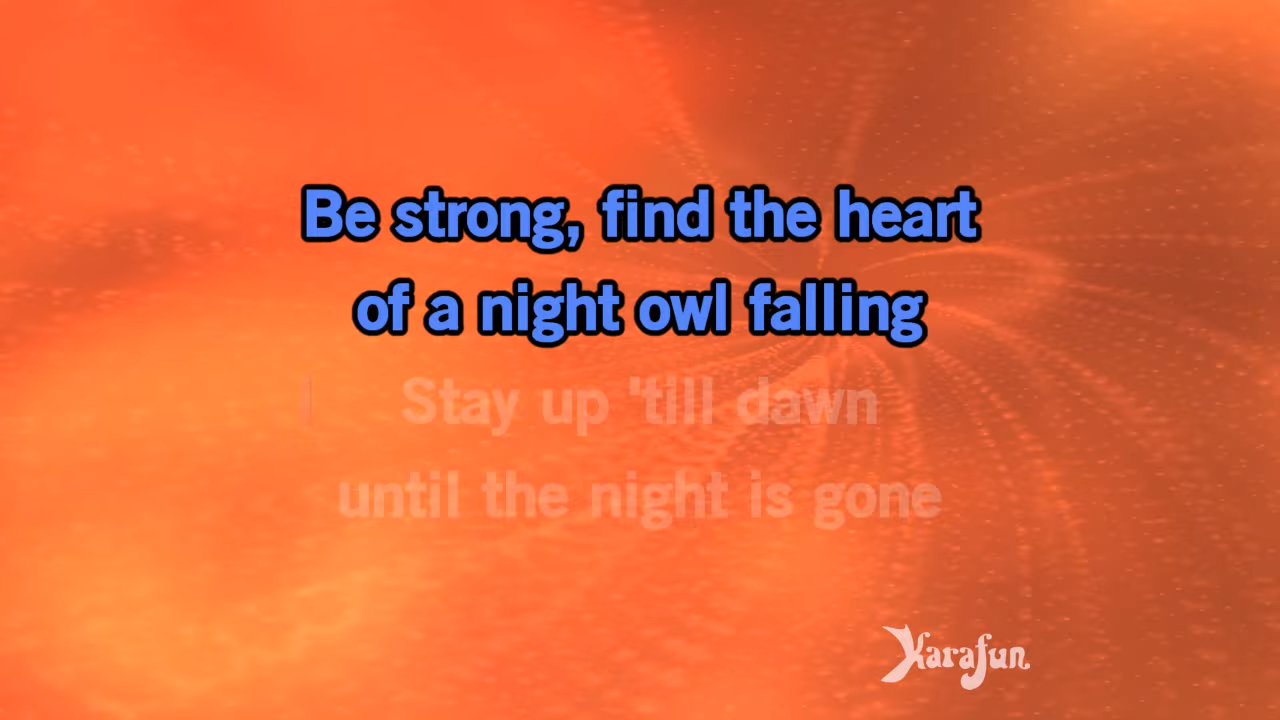 Be strong, find the heart
of a night owl falling
Stay up 'till dawn
until the night is gone
Karafun